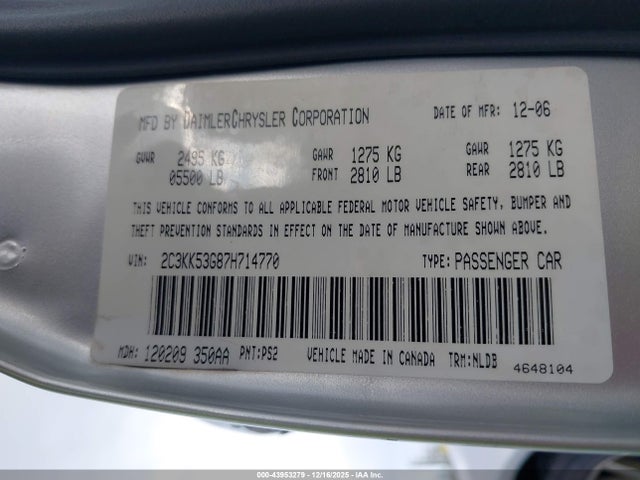 MFD BY DAIMLERCHRYSLER CORPORATION DATE OF MFR: 12-06
GVWR 2495 KG GAWR 1275 KG GAWR 1275 KG
05500 LB FRONT 2810 LB REAR 2810 LB
THIS VEHICLE CONFORMS TO ALL APPLICABLE FEDERAL MOTOR VEHICLE SAFETY, BUMPER AND
THEFT PREVENTION STANDARDS IN EFFECT ON THE DATE OF MANUFACTURE SHOWN ABOVE.
VIN: 2C3KK53G87H714770 TYPE: PASSENGER CAR
MDH: 120209 350AA PNT:PS2 VEHICLE MADE IN CANADA TRM:NLDB
4648104
000-43953279 - 12/16/2025 - IAA Inc.